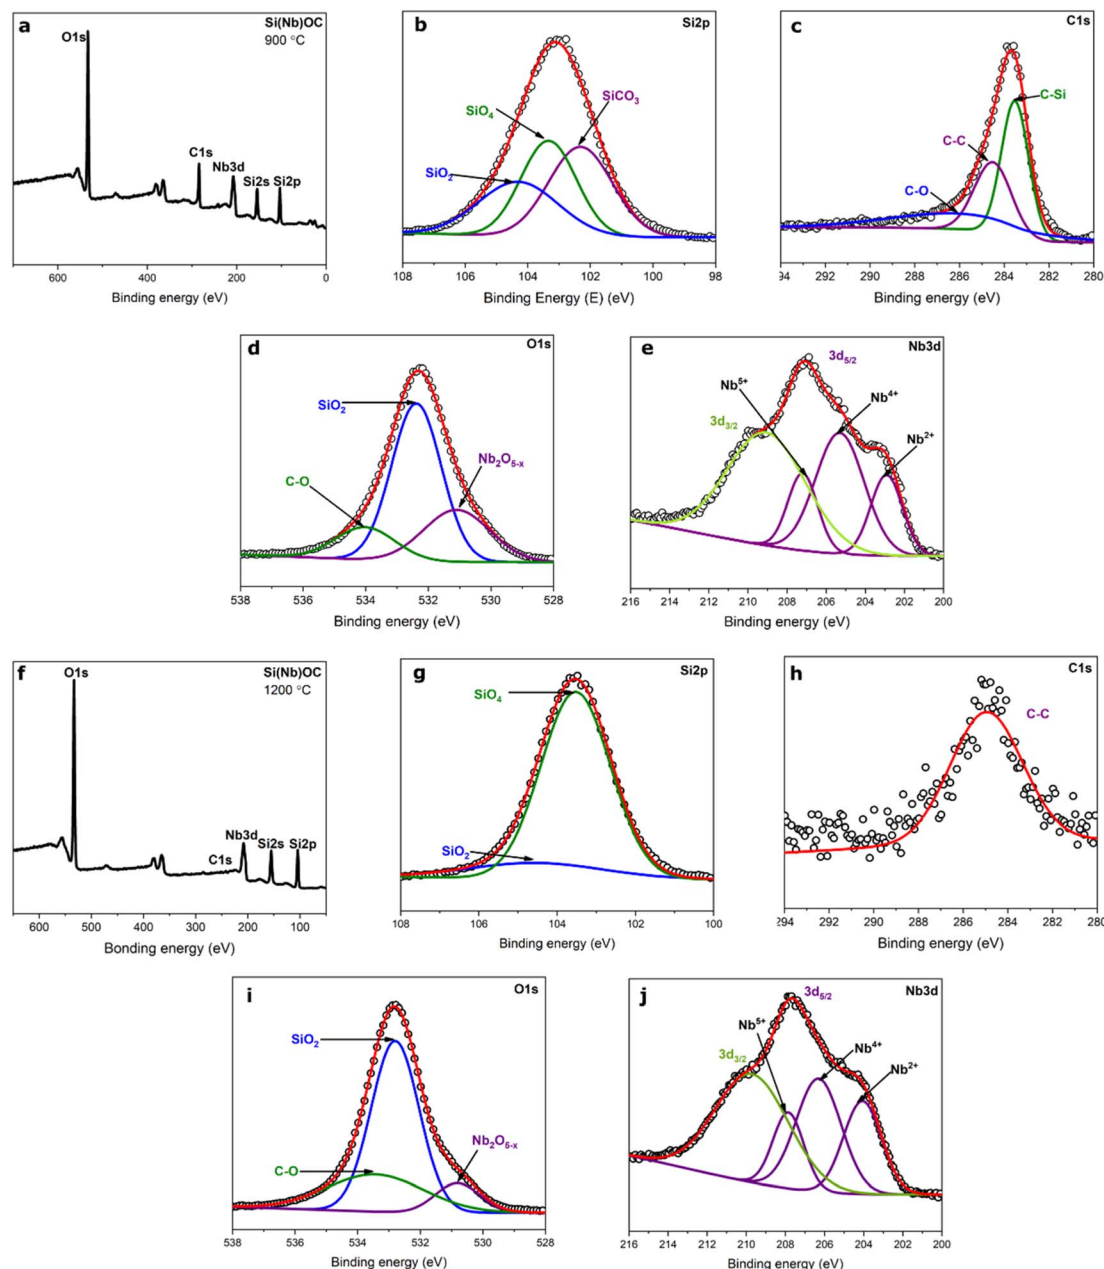 a
Si(Nb)OC
900 °C
O1s
C1s
Nb3d
Si2s
Si2p
600 400 200 0
Binding energy (eV)
b
Si2p
SiO4
SiCO3
SiO2
108 106 104 102 100 98
Binding Energy (E) (eV)
c
C1s
C-Si
C-C
C-O
94 292 290 288 286 284 282 280
Binding energy (eV)
d
O1s
SiO2
C-O
Nb2O5-x
538 536 534 532 530 528
Binding energy (eV)
e
Nb3d
3d5/2
Nb5+
Nb4+
3d3/2
Nb2+
216 214 212 210 208 206 204 202 200
Binding energy (eV)
f
Si(Nb)OC
1200 °C
O1s
Nb3d
Si2s
Si2p
C1s
600 500 400 300 200 100
Bonding energy (eV)
g
Si2p
SiO4
SiO2
108 106 104 102 100
Binding energy (eV)
h
C1s
C-C
294 292 290 288 286 284 282 280
Binding energy (eV)
i
O1s
SiO2
C-O
Nb2O5-x
538 536 534 532 530 528
Binding energy (eV)
j
Nb3d
3d5/2
Nb5+
Nb4+
3d3/2
Nb2+
216 214 212 210 208 206 204 202 200
Binding energy (eV)